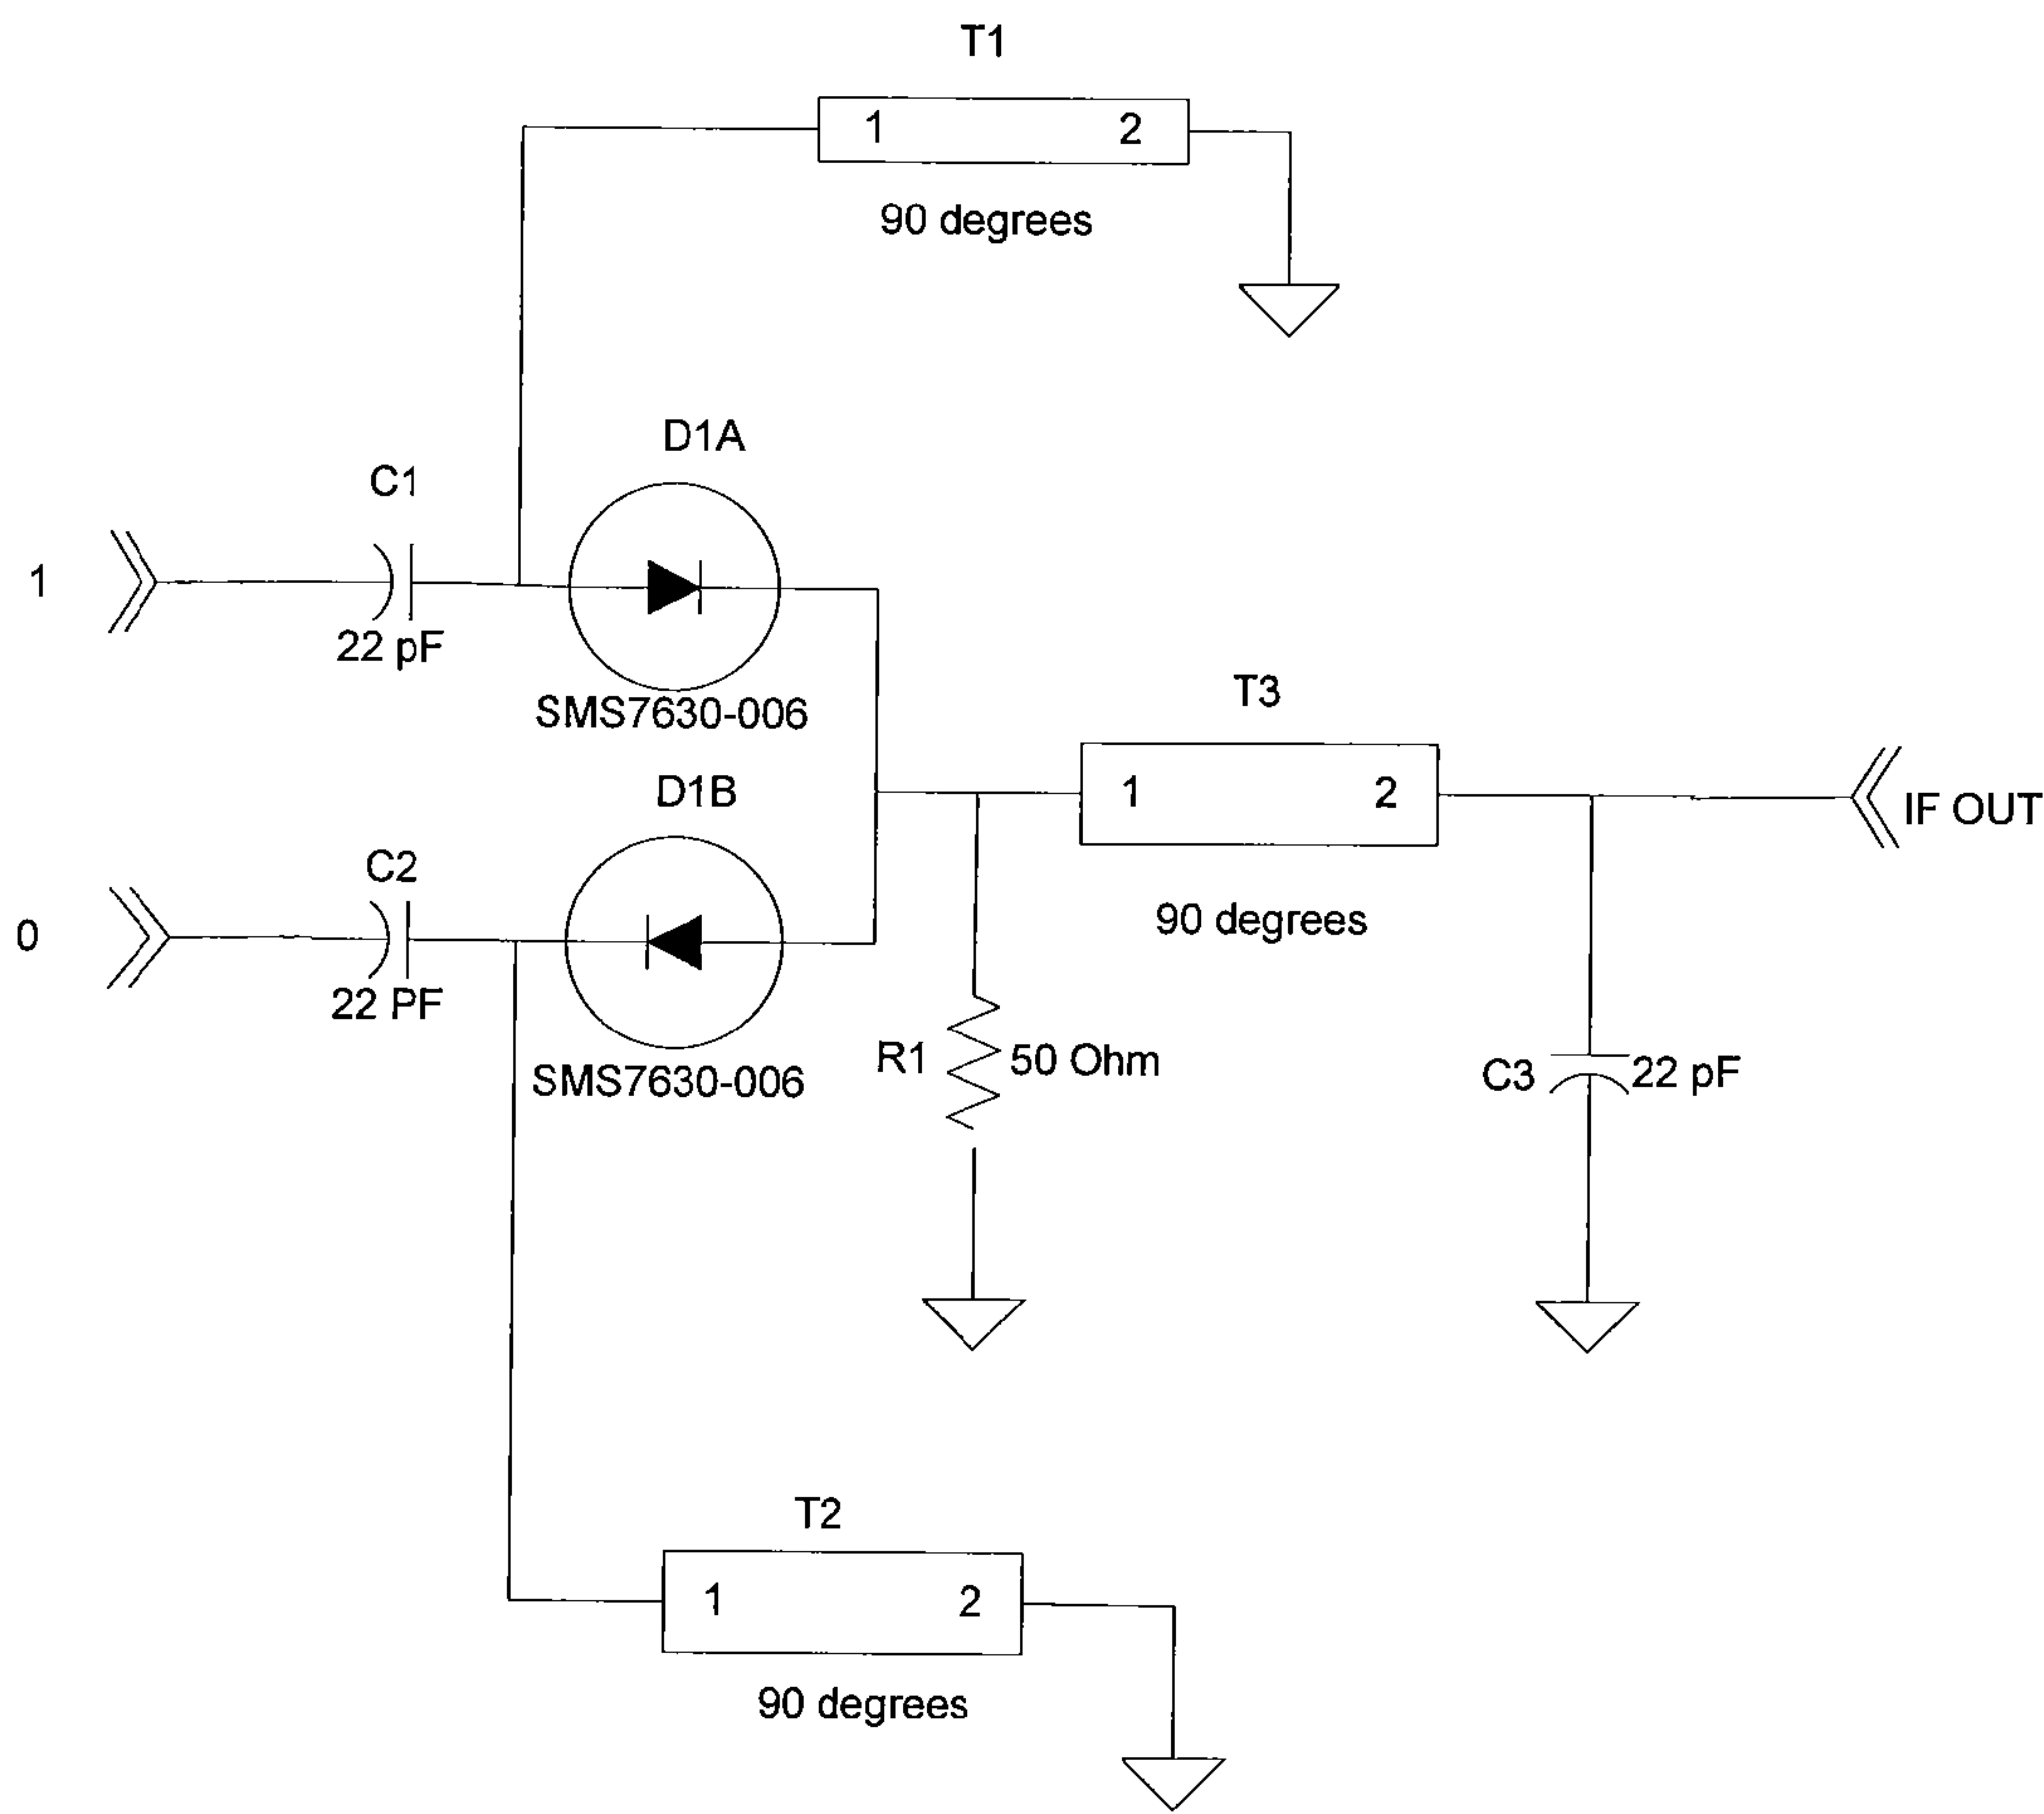 T1
1 2
90 degrees
D1A
C1
1
22 pF
SMS7630-006
T3
D1B
1 2
IF OUT
C2
90 degrees
0
22 PF
SMS7630-006
R1
50 Ohm
C3
22 pF
T2
1 2
90 degrees